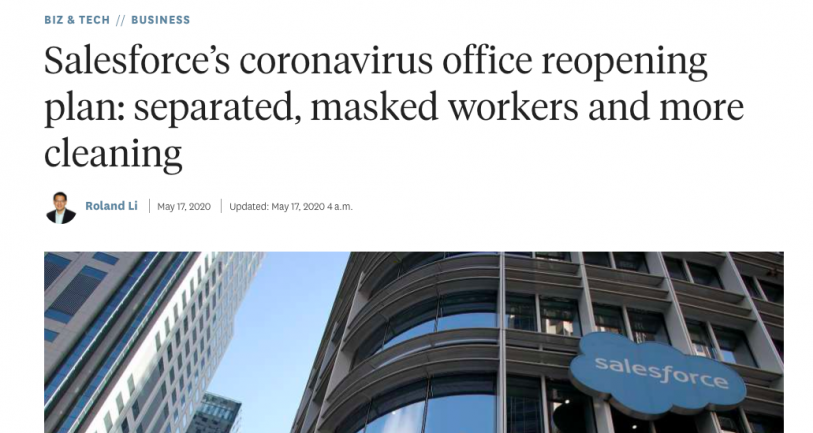 BIZ & TECH // BUSINESS
Salesforce’s coronavirus office reopening
plan: separated, masked workers and more
cleaning
Roland Li | May 17, 2020 | Updated: May 17, 2020 4 a.m.
salesforce